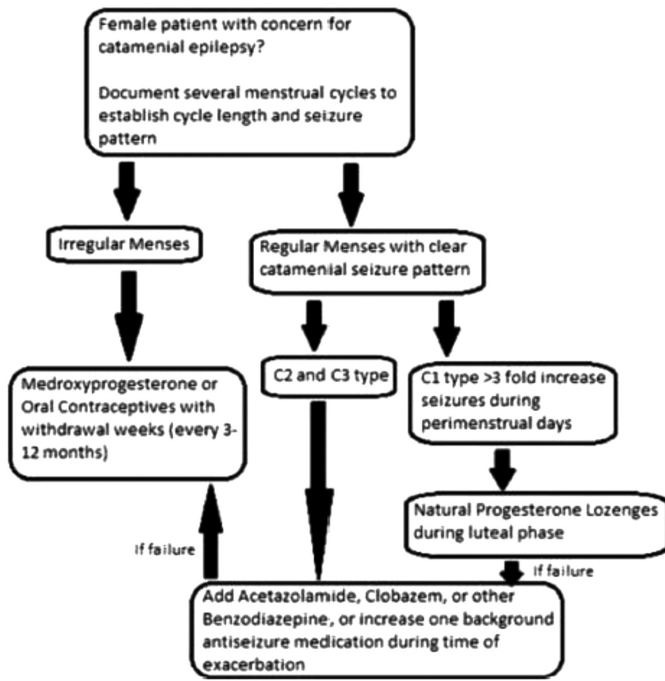 Female patient with concern for
catamenial epilepsy?
Document several menstrual cycles to
establish cycle length and seizure
pattern
Irregular Menses
Regular Menses with clear
catamenial seizure pattern
Medroxyprogesterone or
Oral Contraceptives with
withdrawal weeks (every 3-
12 months)
C2 and C3 type
C1 type >3 fold increase
seizures during
perimenstrual days
Natural Progesterone Lozenges
during luteal phase
If failure
If failure
Add Acetazolamide, Clobazem, or other
Benzodiazepine, or increase one background
antiseizure medication during time of
exacerbation